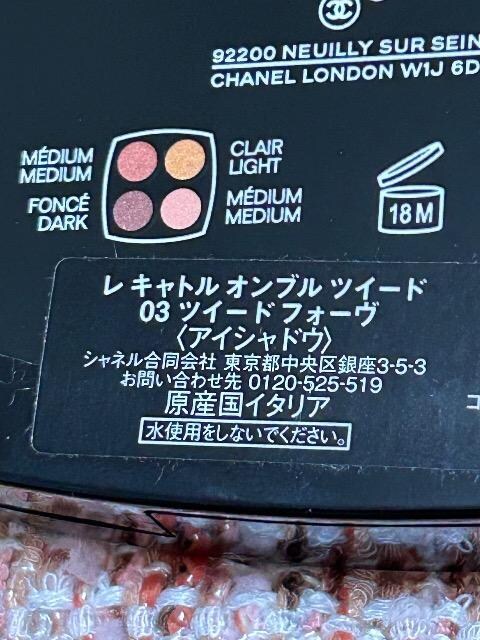 92200 NEUILLY SUR SEIN
CHANEL LONDON W1J 6D
MÉDIUM
MEDIUM
CLAIR
LIGHT
FONCÉ
DARK
MÉDIUM
MEDIUM
18M
レ キャトル オンブル ツイード
03 ツイード フォーヴ
〈アイシャドウ〉
シャネル合同会社 東京都中央区銀座3-5-3
お問い合わせ先 0120-525-519
原産国イタリア
水使用をしないでください。